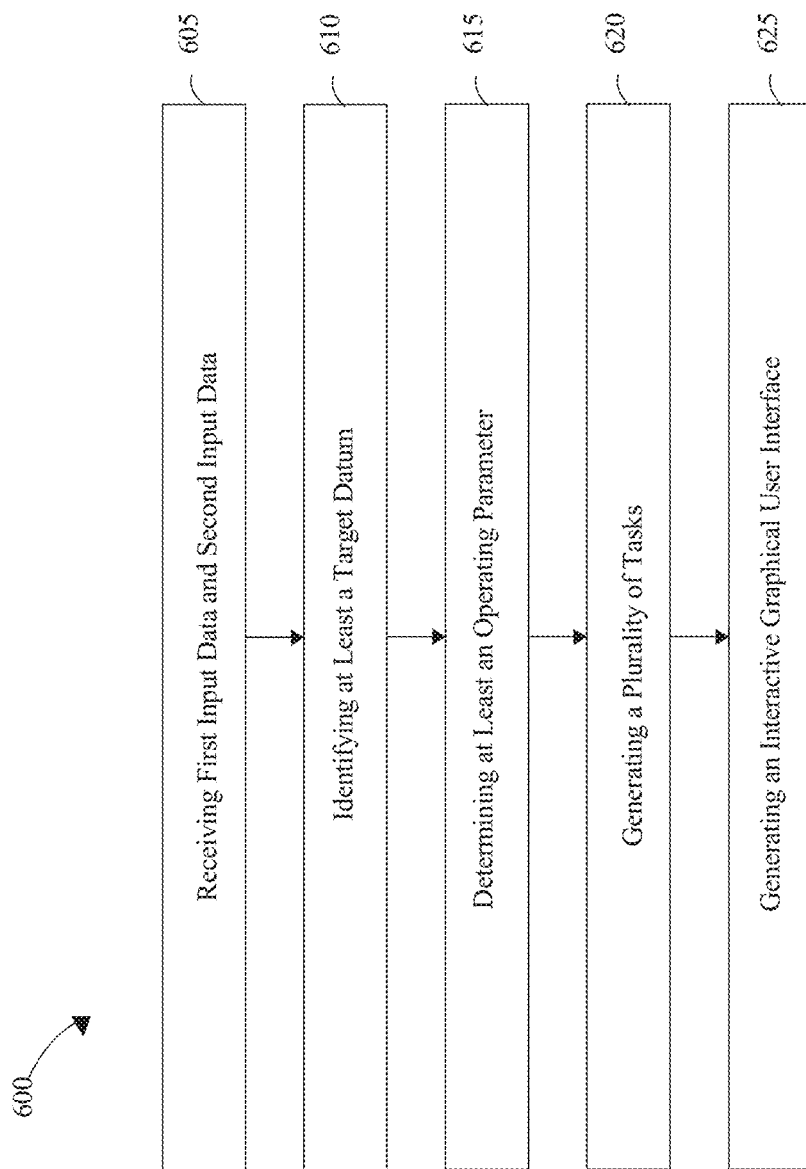 600
Receiving First Input Data and Second Input Data
605
Identifying at Least a Target Datum
610
Determining at Least an Operating Parameter
615
Generating a Plurality of Tasks
620
Generating an Interactive Graphical User Interface
625